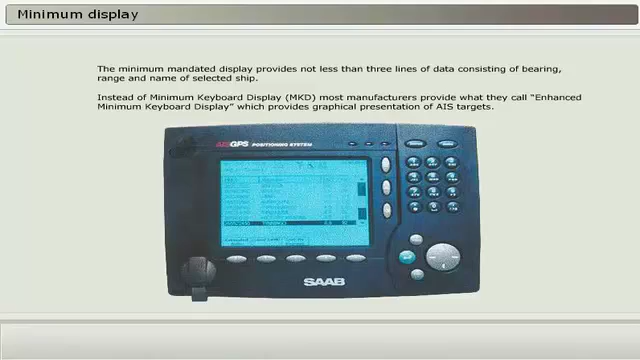 Minimum display
The minimum mandated display provides not less than three lines of data consisting of bearing,
range and name of selected ship.
Instead of Minimum Keyboard Display (MKD) most manufacturers provide what they call “Enhanced
Minimum Keyboard Display” which provides graphical presentation of AIS targets.
AIS GPS POSITIONING SYSTEM
SAAB